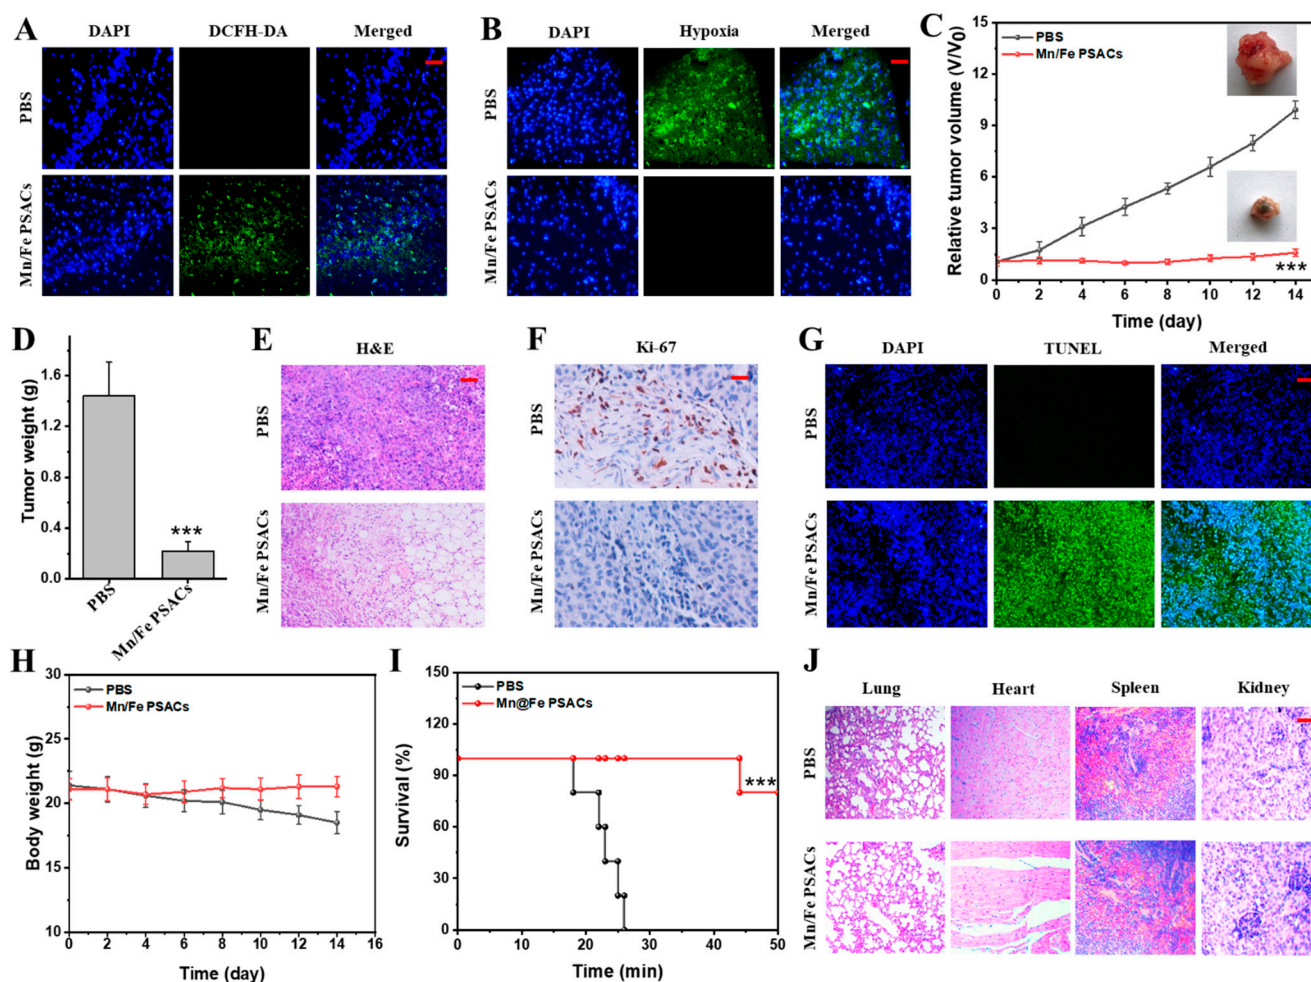 A
DAPI DCFH-DA Merged
PBS
Mn/Fe PSACs
B
DAPI Hypoxia Merged
PBS
Mn/Fe PSACs
C
Relative tumor volume (V/V0)
15
12
9
6
3
0
PBS
Mn/Fe PSACs
***
0 2 4 6 8 10 12 14
Time (day)
D
Tumor weight (g)
1.6
1.2
0.8
0.4
0.0
***
PBS
Mn/Fe PSACs
E
H&E
PBS
Mn/Fe PSACs
F
Ki-67
PBS
Mn/Fe PSACs
G
DAPI TUNEL Merged
PBS
Mn/Fe PSACs
H
Body weight (g)
30
25
20
15
10
PBS
Mn/Fe PSACs
0 2 4 6 8 10 12 14 16
Time (day)
I
Survival (%)
150
120
90
60
30
0
PBS
Mn@Fe PSACs
***
0 10 20 30 40 50
Time (min)
J
Lung Heart Spleen Kidney
PBS
Mn/Fe PSACs